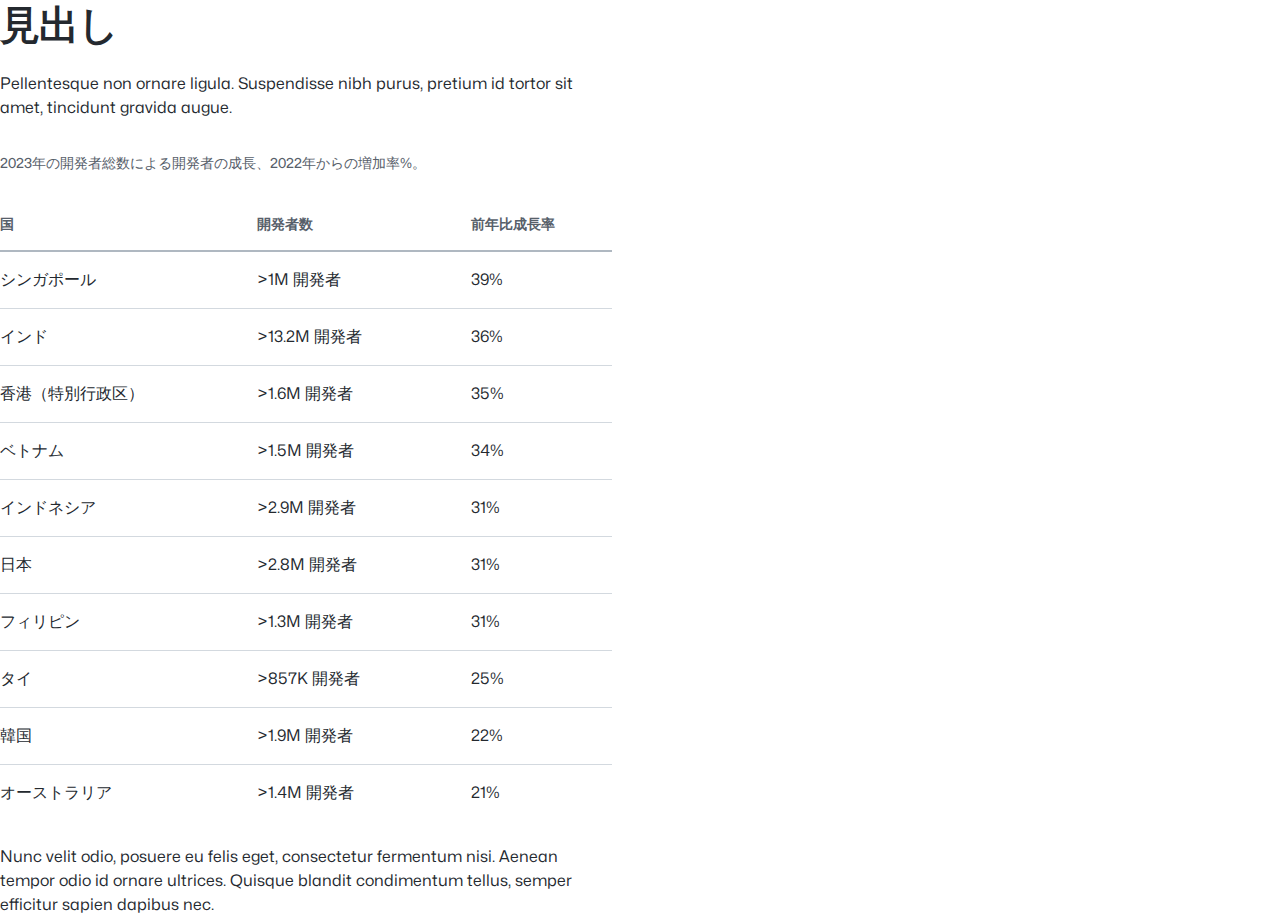 見出し
Pellentesque non ornare ligula. Suspendisse nibh purus, pretium id tortor sit
amet, tincidunt gravida augue.
2023年の開発者総数による開発者の成長、2022年からの増加率%。
国 開発者数 前年比成長率
シンガポール >1M 開発者 39%
インド >13.2M 開発者 36%
香港（特別行政区） >1.6M 開発者 35%
ベトナム >1.5M 開発者 34%
インドネシア >2.9M 開発者 31%
日本 >2.8M 開発者 31%
フィリピン >1.3M 開発者 31%
タイ >857K 開発者 25%
韓国 >1.9M 開発者 22%
オーストラリア >1.4M 開発者 21%
Nunc velit odio, posuere eu felis eget, consectetur fermentum nisi. Aenean
tempor odio id ornare ultrices. Quisque blandit condimentum tellus, semper
efficitur sapien dapibus nec.